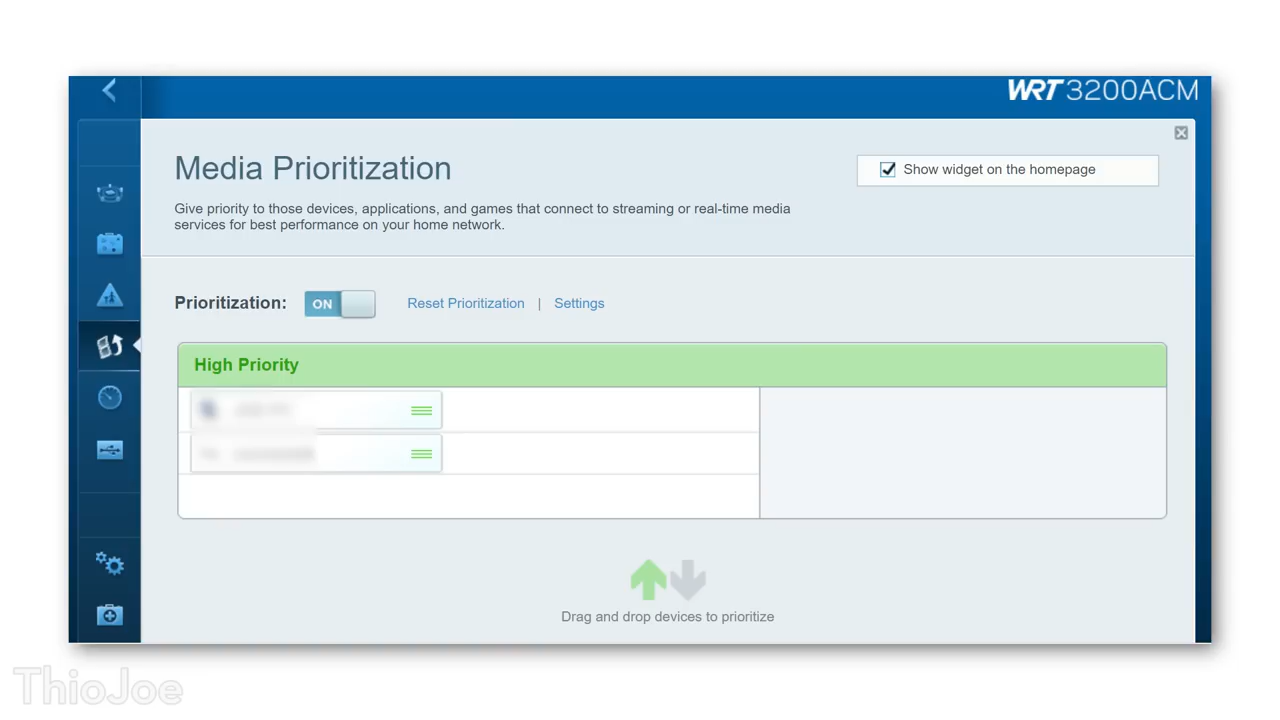 WRT3200ACM
Media Prioritization
Show widget on the homepage
Give priority to those devices, applications, and games that connect to streaming or real-time media
services for best performance on your home network.
Prioritization: ON Reset Prioritization | Settings
High Priority
Drag and drop devices to prioritize
ThioJoe